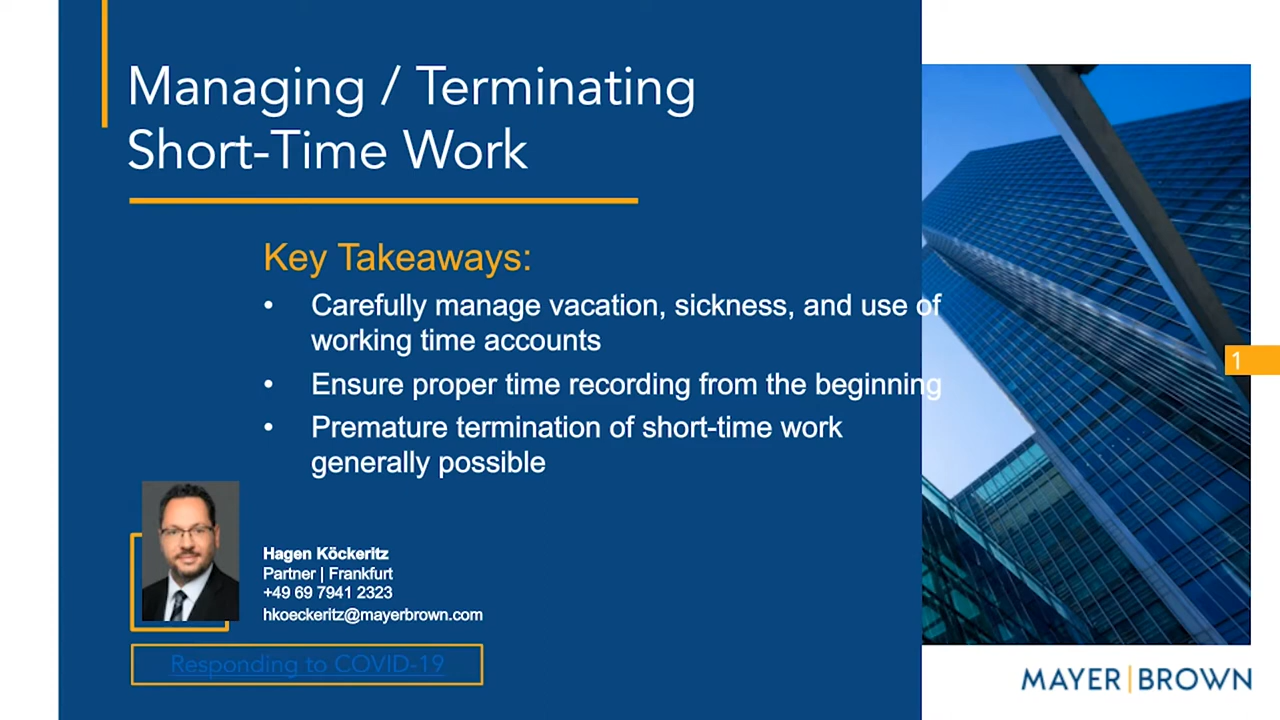 Managing / Terminating
Short-Time Work
Key Takeaways:
• Carefully manage vacation, sickness, and use of
working time accounts
• Ensure proper time recording from the beginning
• Premature termination of short-time work
generally possible
1
Hagen Köckeritz
Partner | Frankfurt
+49 69 7941 2323
hkoeckeritz@mayerbrown.com
Responding to COVID-19
MAYER|BROWN